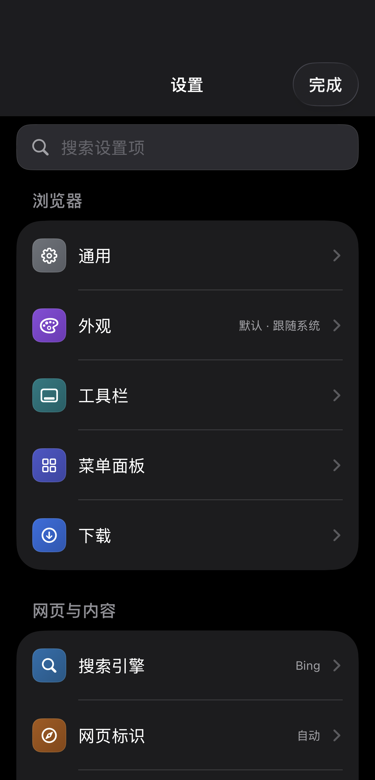 设置
完成
搜索设置项
浏览器
通用
外观 默认 · 跟随系统
工具栏
菜单面板
下载
网页与内容
搜索引擎 Bing
网页标识 自动